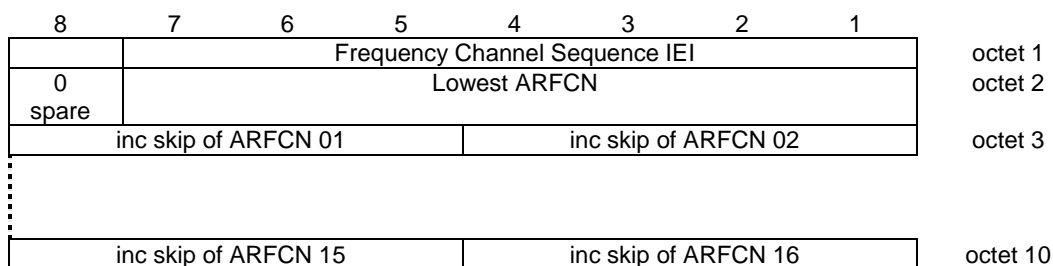 8 7 6 5 4 3 2 1
Frequency Channel Sequence IEI octet 1
0 Lowest ARFCN octet 2
spare
inc skip of ARFCN 01 inc skip of ARFCN 02 octet 3
inc skip of ARFCN 15 inc skip of ARFCN 16 octet 10